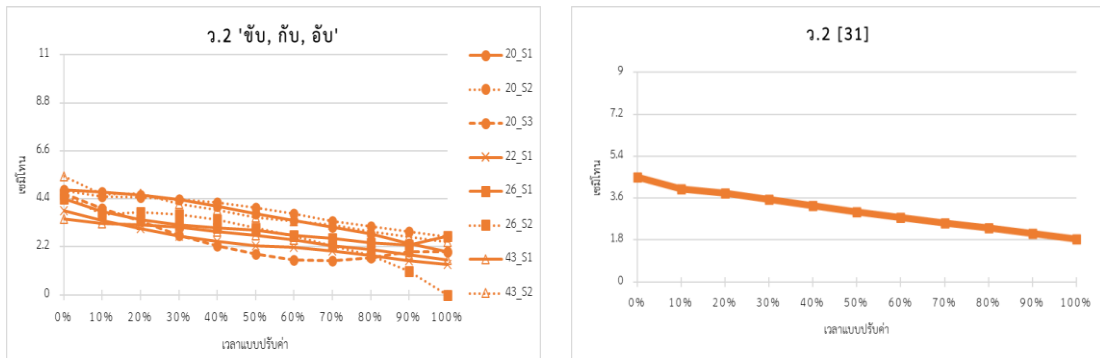 ว.2 'ขับ, กับ, อับ'
11
8.8
6.6
4.4
2.2
0
เซมิโทน
0% 10% 20% 30% 40% 50% 60% 70% 80% 90% 100%
เวลาแบบปรับค่า
20_S1
20_S2
20_S3
22_S1
26_S1
26_S2
43_S1
43_S2
ว.2 [31]
9
7.2
5.4
3.6
1.8
0
เซมิโทน
0% 10% 20% 30% 40% 50% 60% 70% 80% 90% 100%
เวลาแบบปรับค่า